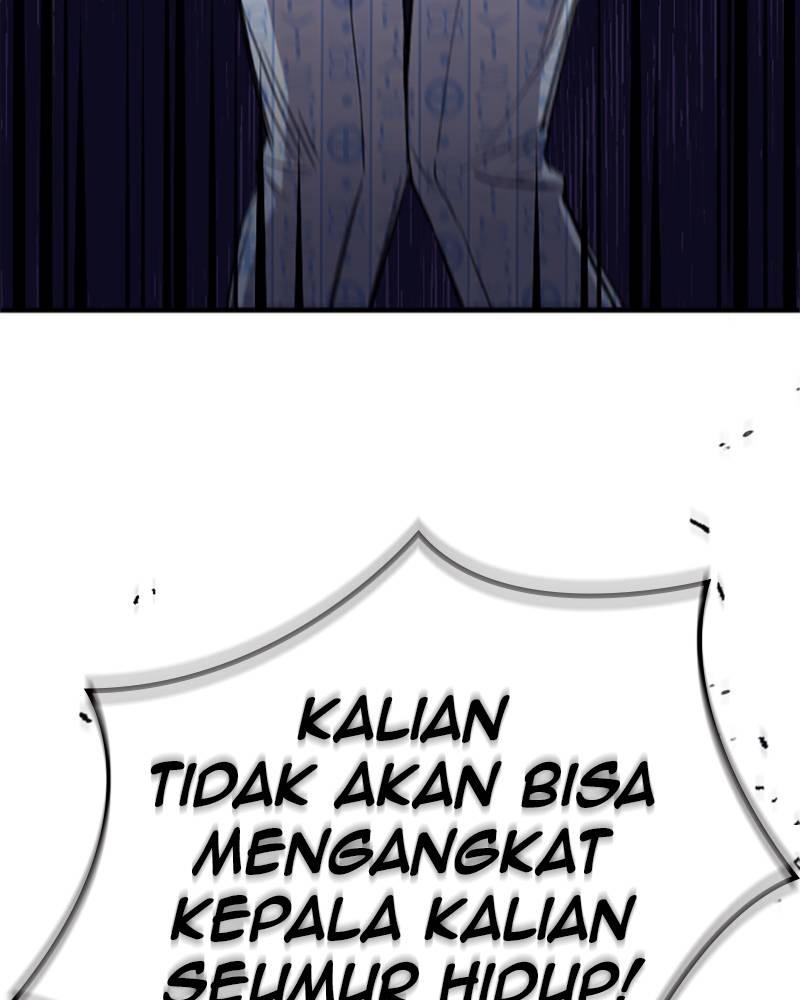 KALIAN
TIDAK AKAN BISA
MENGANGKAT
KEPALA KALIAN
SEUMUR HIDUP!